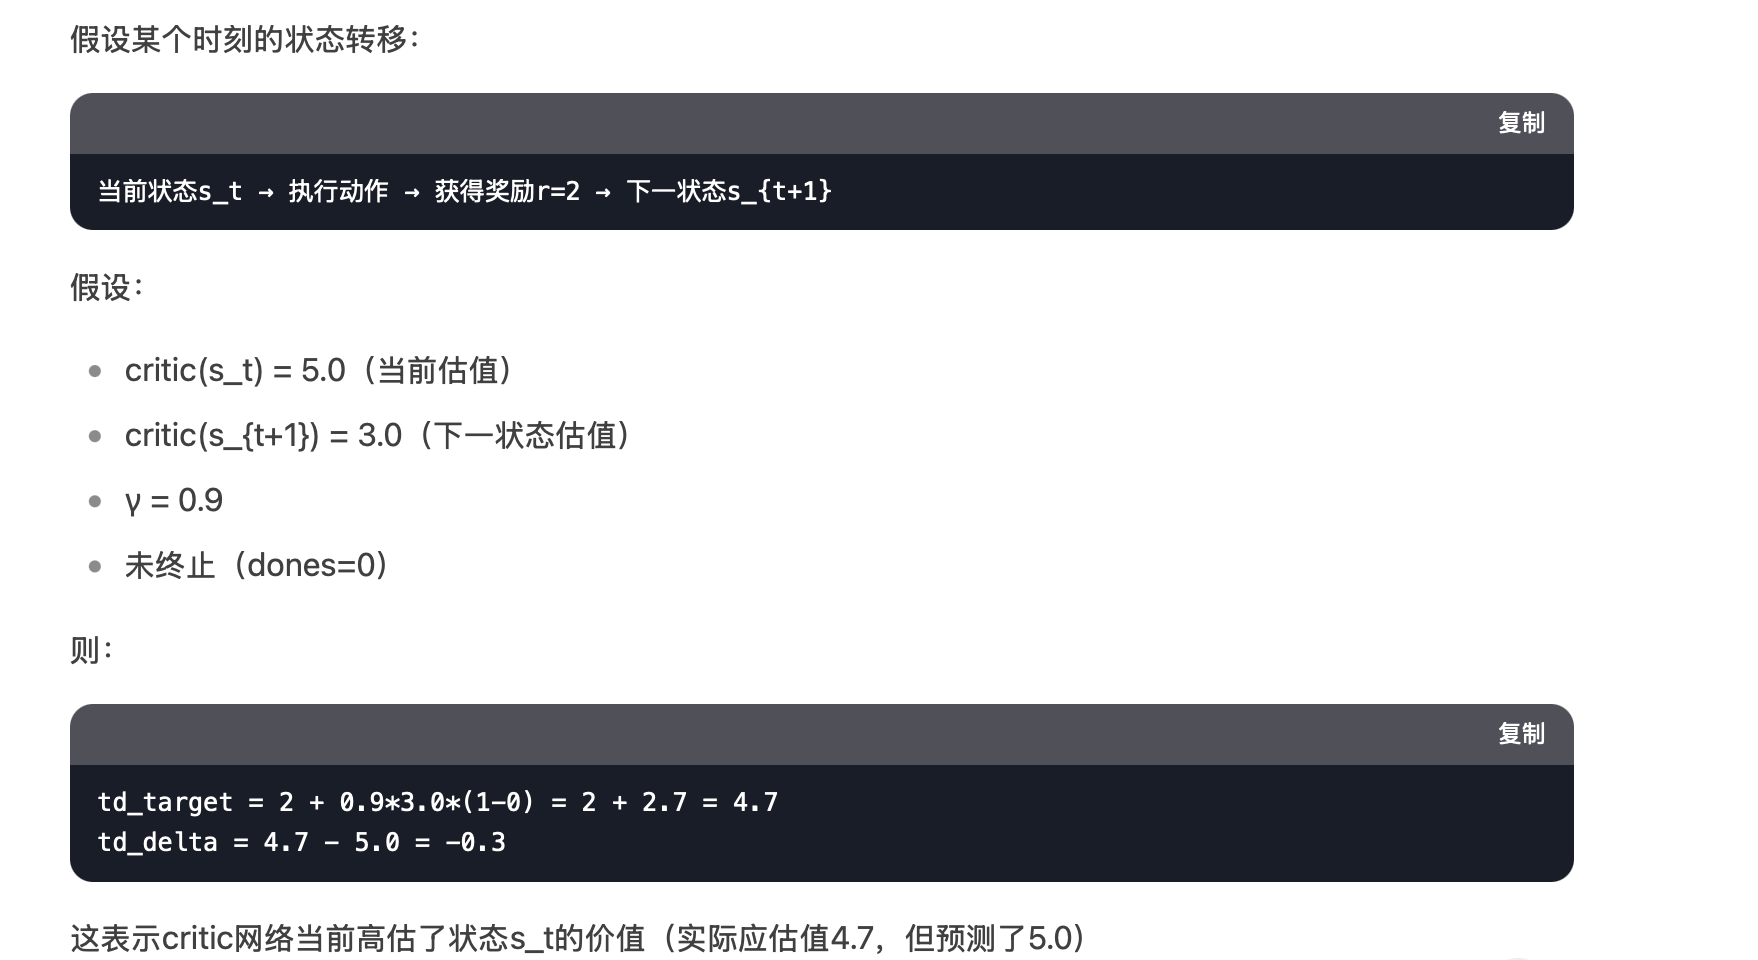 假设某个时刻的状态转移：
复制
当前状态s_t → 执行动作 → 获得奖励r=2 → 下一状态s_{t+1}
假设：
critic(s_t) = 5.0（当前估值）
critic(s_{t+1}) = 3.0（下一状态估值）
γ = 0.9
未终止（dones=0）
则：
复制
td_target = 2 + 0.9*3.0*(1-0) = 2 + 2.7 = 4.7
td_delta = 4.7 - 5.0 = -0.3
这表示critic网络当前高估了状态s_t的价值（实际应估值4.7，但预测了5.0）